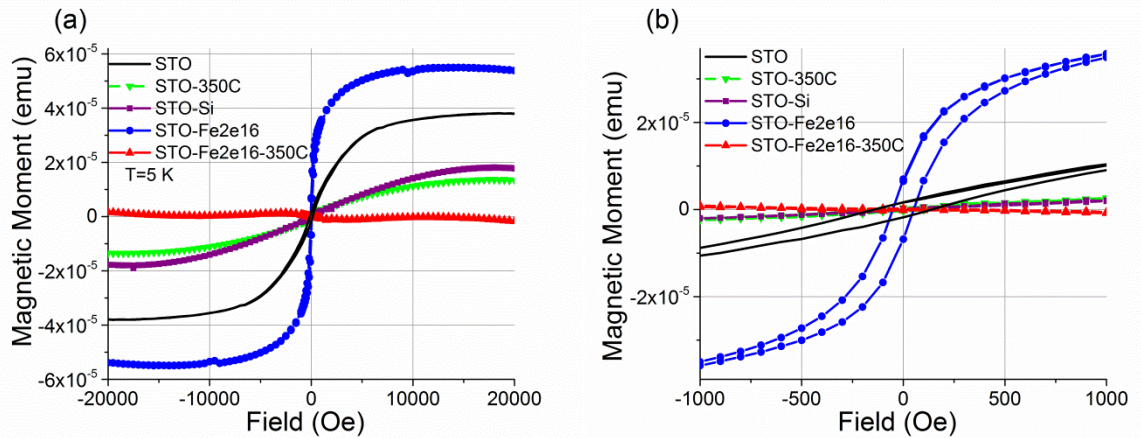 (a)
Magnetic Moment (emu)
6x10⁻⁵
4x10⁻⁵
2x10⁻⁵
0
-2x10⁻⁵
-4x10⁻⁵
-6x10⁻⁵
STO
STO-350C
STO-Si
STO-Fe2e16
STO-Fe2e16-350C
T=5 K
-20000 -10000 0 10000 20000
Field (Oe)
(b)
Magnetic Moment (emu)
2x10⁻⁵
0
-2x10⁻⁵
STO
STO-350C
STO-Si
STO-Fe2e16
STO-Fe2e16-350C
-1000 -500 0 500 1000
Field (Oe)